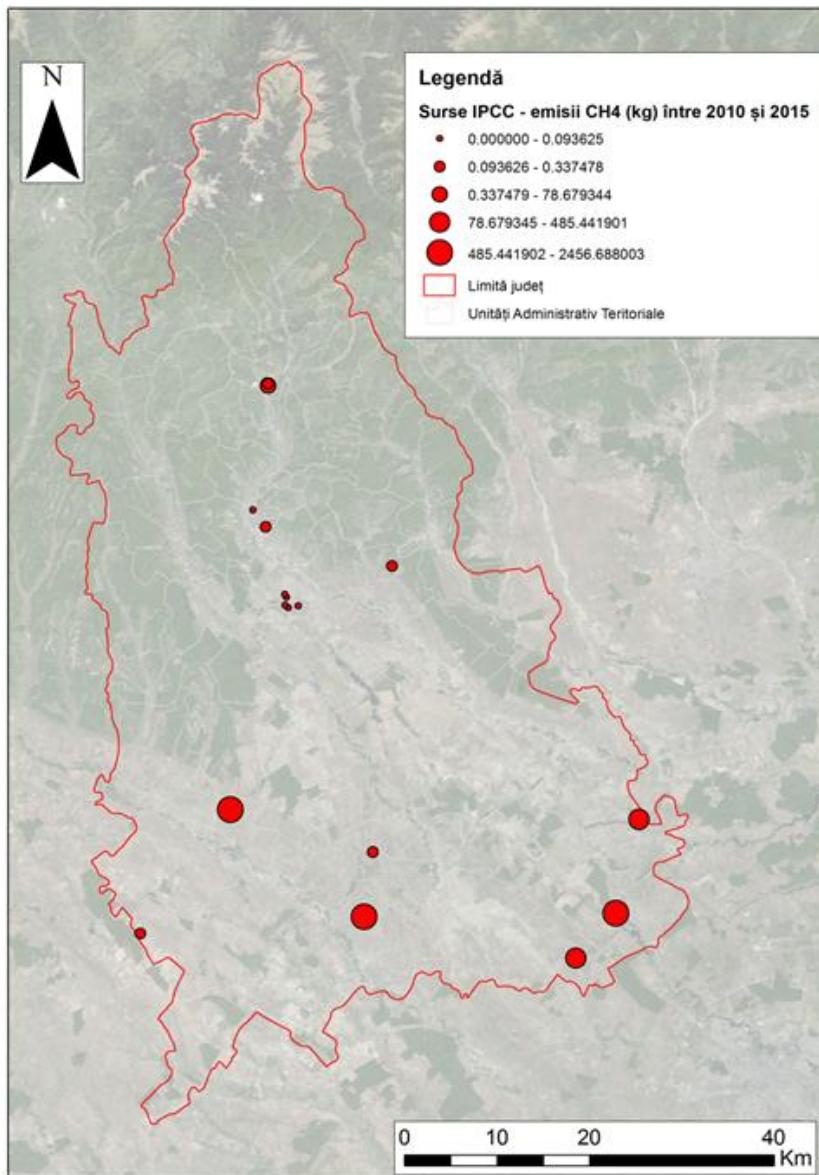 N
Legendă
Surse IPCC - emisii CH4 (kg) între 2010 și 2015
0.000000 - 0.093625
0.093626 - 0.337478
0.337479 - 78.679344
78.679345 - 485.441901
485.441902 - 2456.688003
Limită județ
Unități Administrativ Teritoriale
0 10 20 40
Km